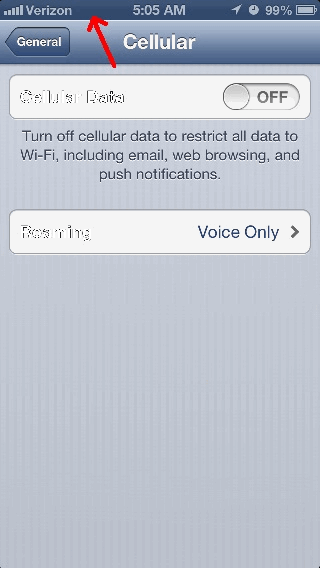 Verizon 5:05 AM 99%
General Cellular
Cellular Data OFF
Turn off cellular data to restrict all data to
Wi-Fi, including email, web browsing, and
push notifications.
Roaming Voice Only